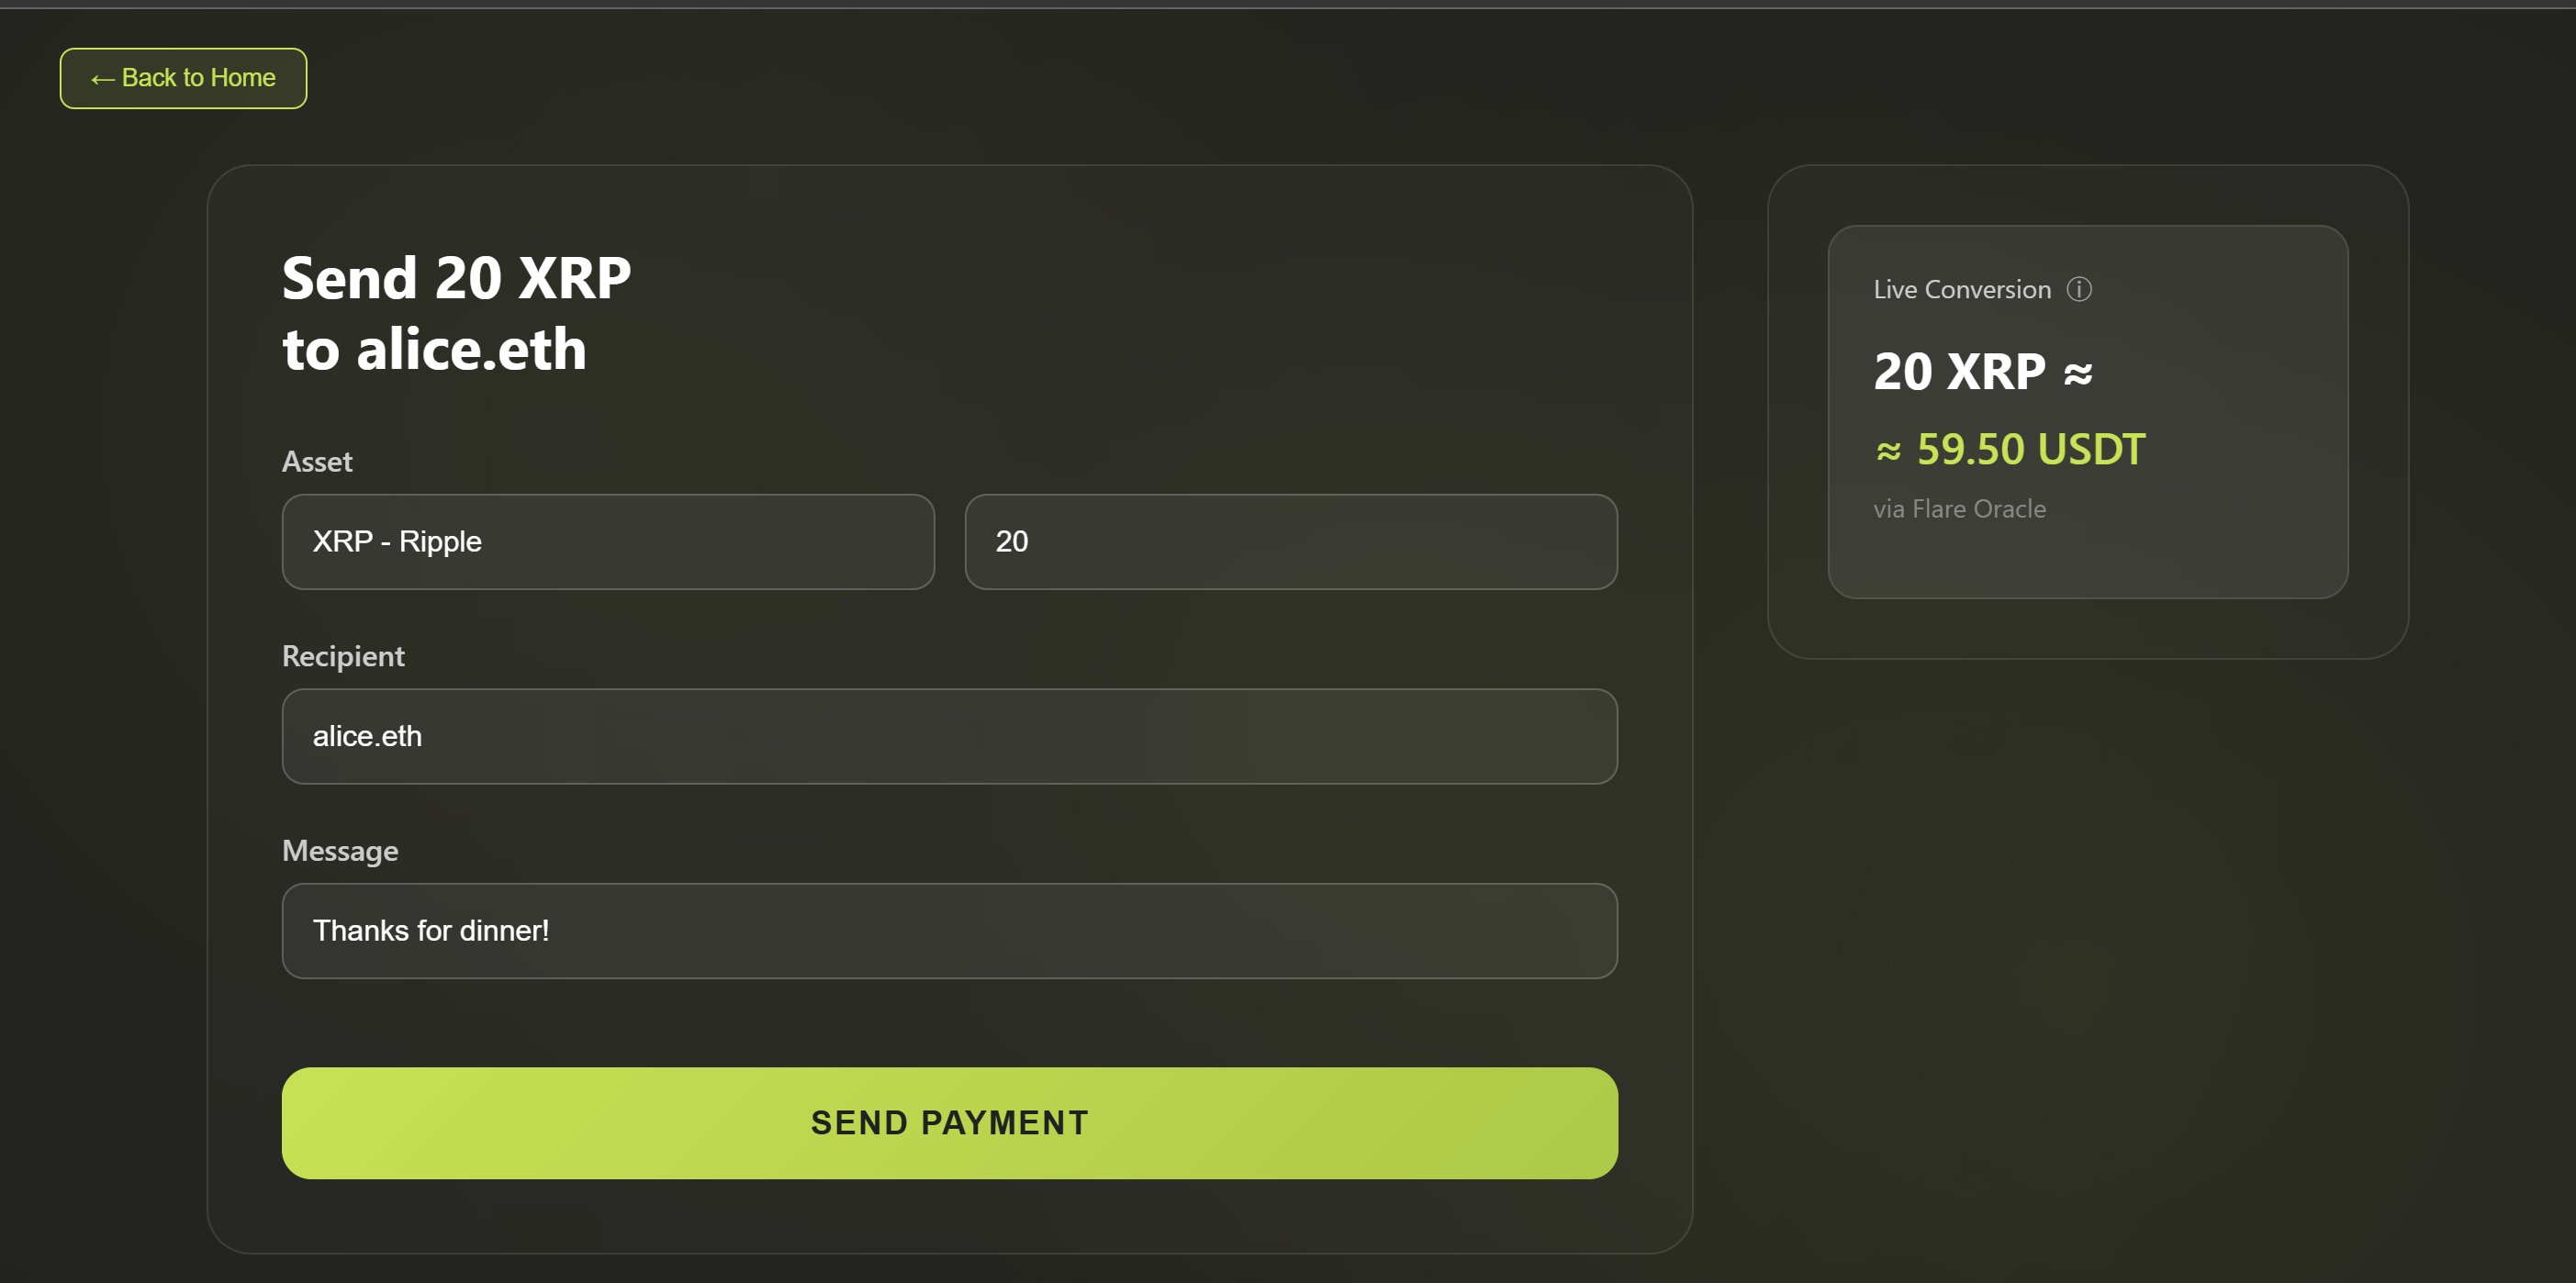 ← Back to Home
Send 20 XRP
to alice.eth
Asset
XRP - Ripple
20
Recipient
alice.eth
Message
Thanks for dinner!
SEND PAYMENT
Live Conversion ⓘ
20 XRP ≈
≈ 59.50 USDT
via Flare Oracle